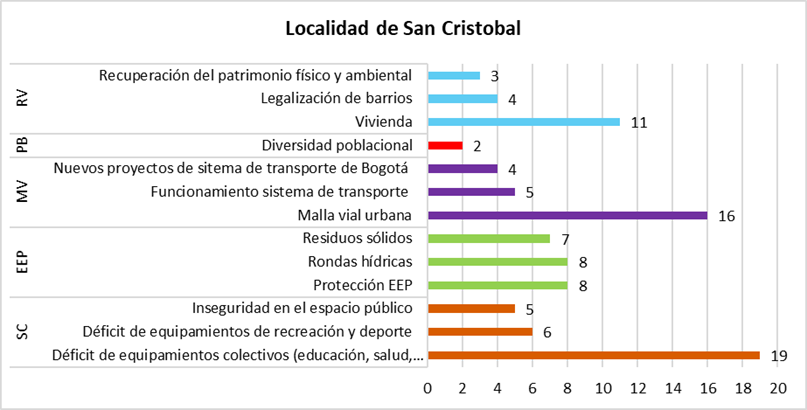 Localidad de San Cristobal
RV
Recuperación del patrimonio físico y ambiental 3
Legalización de barrios 4
Vivienda 11
PB
Diversidad poblacional 2
MV
Nuevos proyectos de sitema de transporte de Bogotá 4
Funcionamiento sistema de transporte 5
Malla vial urbana 16
EEP
Residuos sólidos 7
Rondas hídricas 8
Protección EEP 8
SC
Inseguridad en el espacio público 5
Déficit de equipamientos de recreación y deporte 6
Déficit de equipamientos colectivos (educación, salud,... 19
0 2 4 6 8 10 12 14 16 18 20